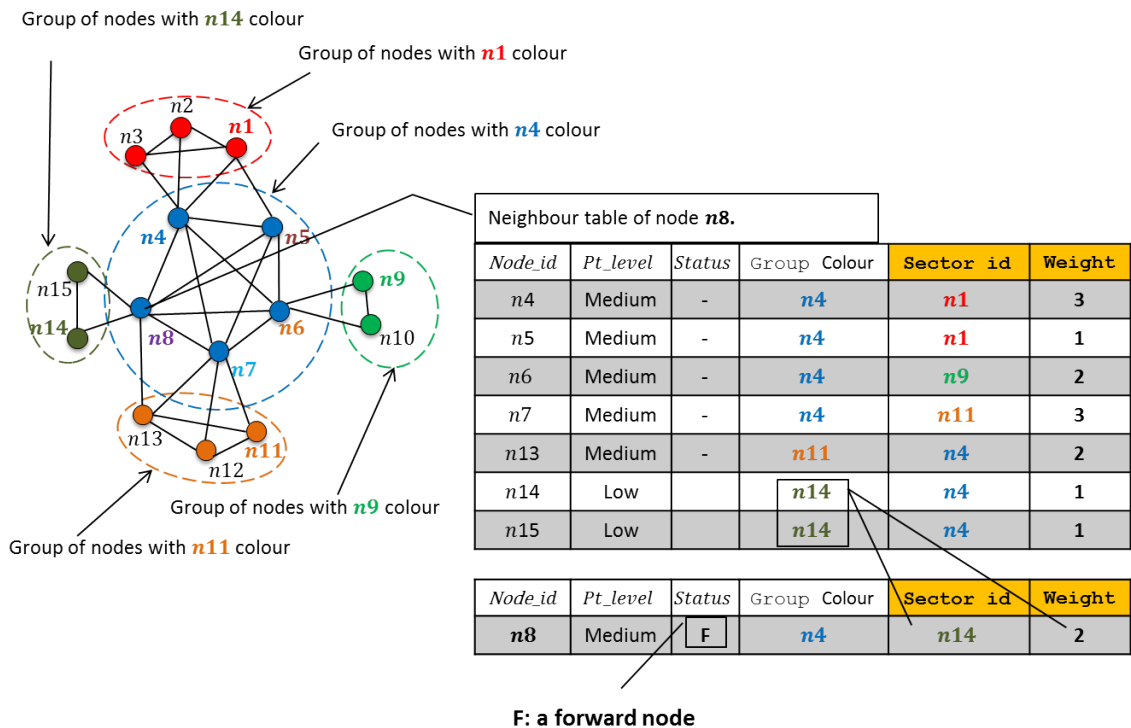 Group of nodes with n14 colour
Group of nodes with n1 colour
Group of nodes with n4 colour
n2
n3
n1
n4
n5
n15
n14
n8
n6
n9
n10
n7
n13
n12
n11
Group of nodes with n9 colour
Group of nodes with n11 colour
Neighbour table of node n8.
Node_id Pt_level Status Group Colour Sector id Weight
n4 Medium - n4 n1 3
n5 Medium - n4 n1 1
n6 Medium - n4 n9 2
n7 Medium - n4 n11 3
n13 Medium - n11 n4 2
n14 Low n14 n4 1
n15 Low n14 n4 1
Node_id Pt_level Status Group Colour Sector id Weight
n8 Medium F n4 n14 2
F: a forward node